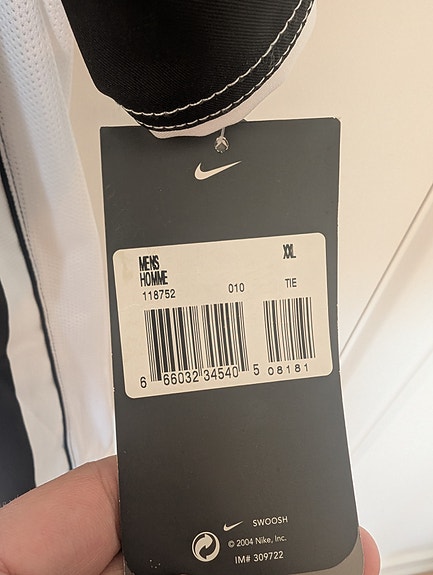 MENS XXL
HOMME
118752 010 TIE
6 66032 34540 5 08181
SWOOSH
© 2004 Nike, Inc.
IM# 309722